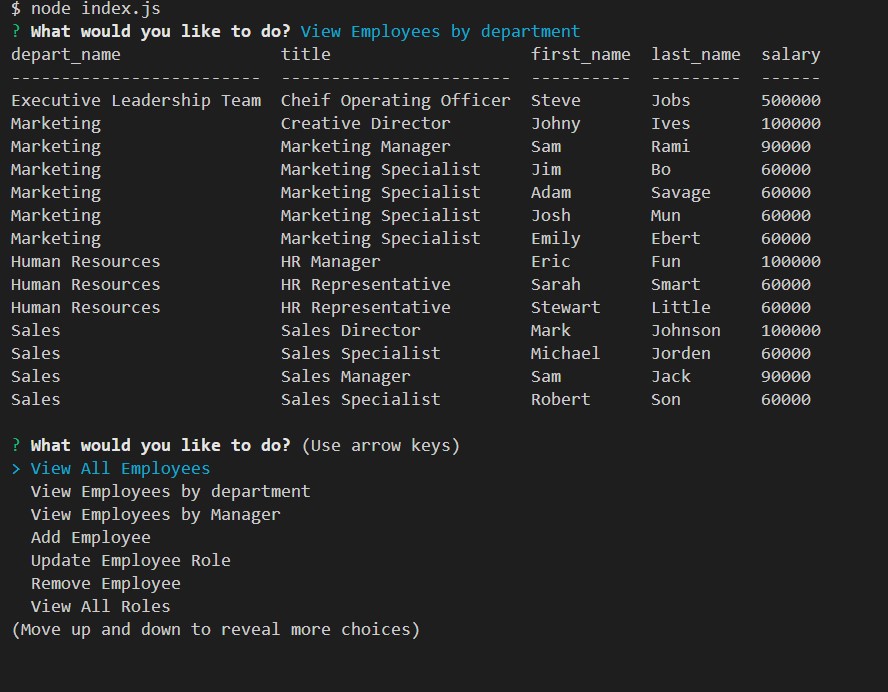 $ node index.js
? What would you like to do? View Employees by department
depart_name                title                    first_name  last_name  salary
-------------------------  -----------------------  ----------  ---------  ------
Executive Leadership Team  Cheif Operating Officer  Steve       Jobs       500000
Marketing                  Creative Director        Johny       Ives       100000
Marketing                  Marketing Manager        Sam         Rami       90000
Marketing                  Marketing Specialist     Jim         Bo         60000
Marketing                  Marketing Specialist     Adam        Savage     60000
Marketing                  Marketing Specialist     Josh        Mun        60000
Marketing                  Marketing Specialist     Emily       Ebert      60000
Human Resources            HR Manager               Eric        Fun        100000
Human Resources            HR Representative        Sarah       Smart      60000
Human Resources            HR Representative        Stewart     Little     60000
Sales                      Sales Director           Mark        Johnson    100000
Sales                      Sales Specialist         Michael     Jorden     60000
Sales                      Sales Manager            Sam         Jack       90000
Sales                      Sales Specialist         Robert      Son        60000
? What would you like to do? (Use arrow keys)
> View All Employees
  View Employees by department
  View Employees by Manager
  Add Employee
  Update Employee Role
  Remove Employee
  View All Roles
(Move up and down to reveal more choices)